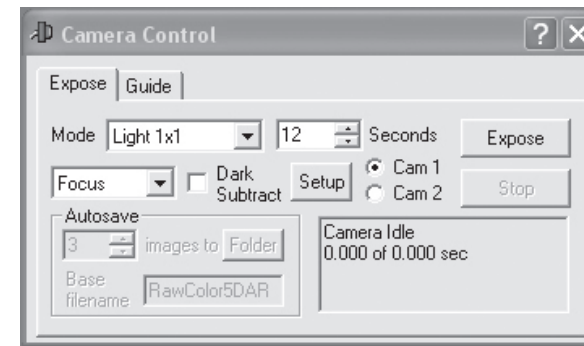 Camera Control
Expose Guide
Mode Light 1x1 12 Seconds Expose
Focus Dark Subtract Setup Cam 1 Cam 2 Stop
Autosave
3 images to Folder
Base filename RawColor5DAR
Camera Idle
0.000 of 0.000 sec